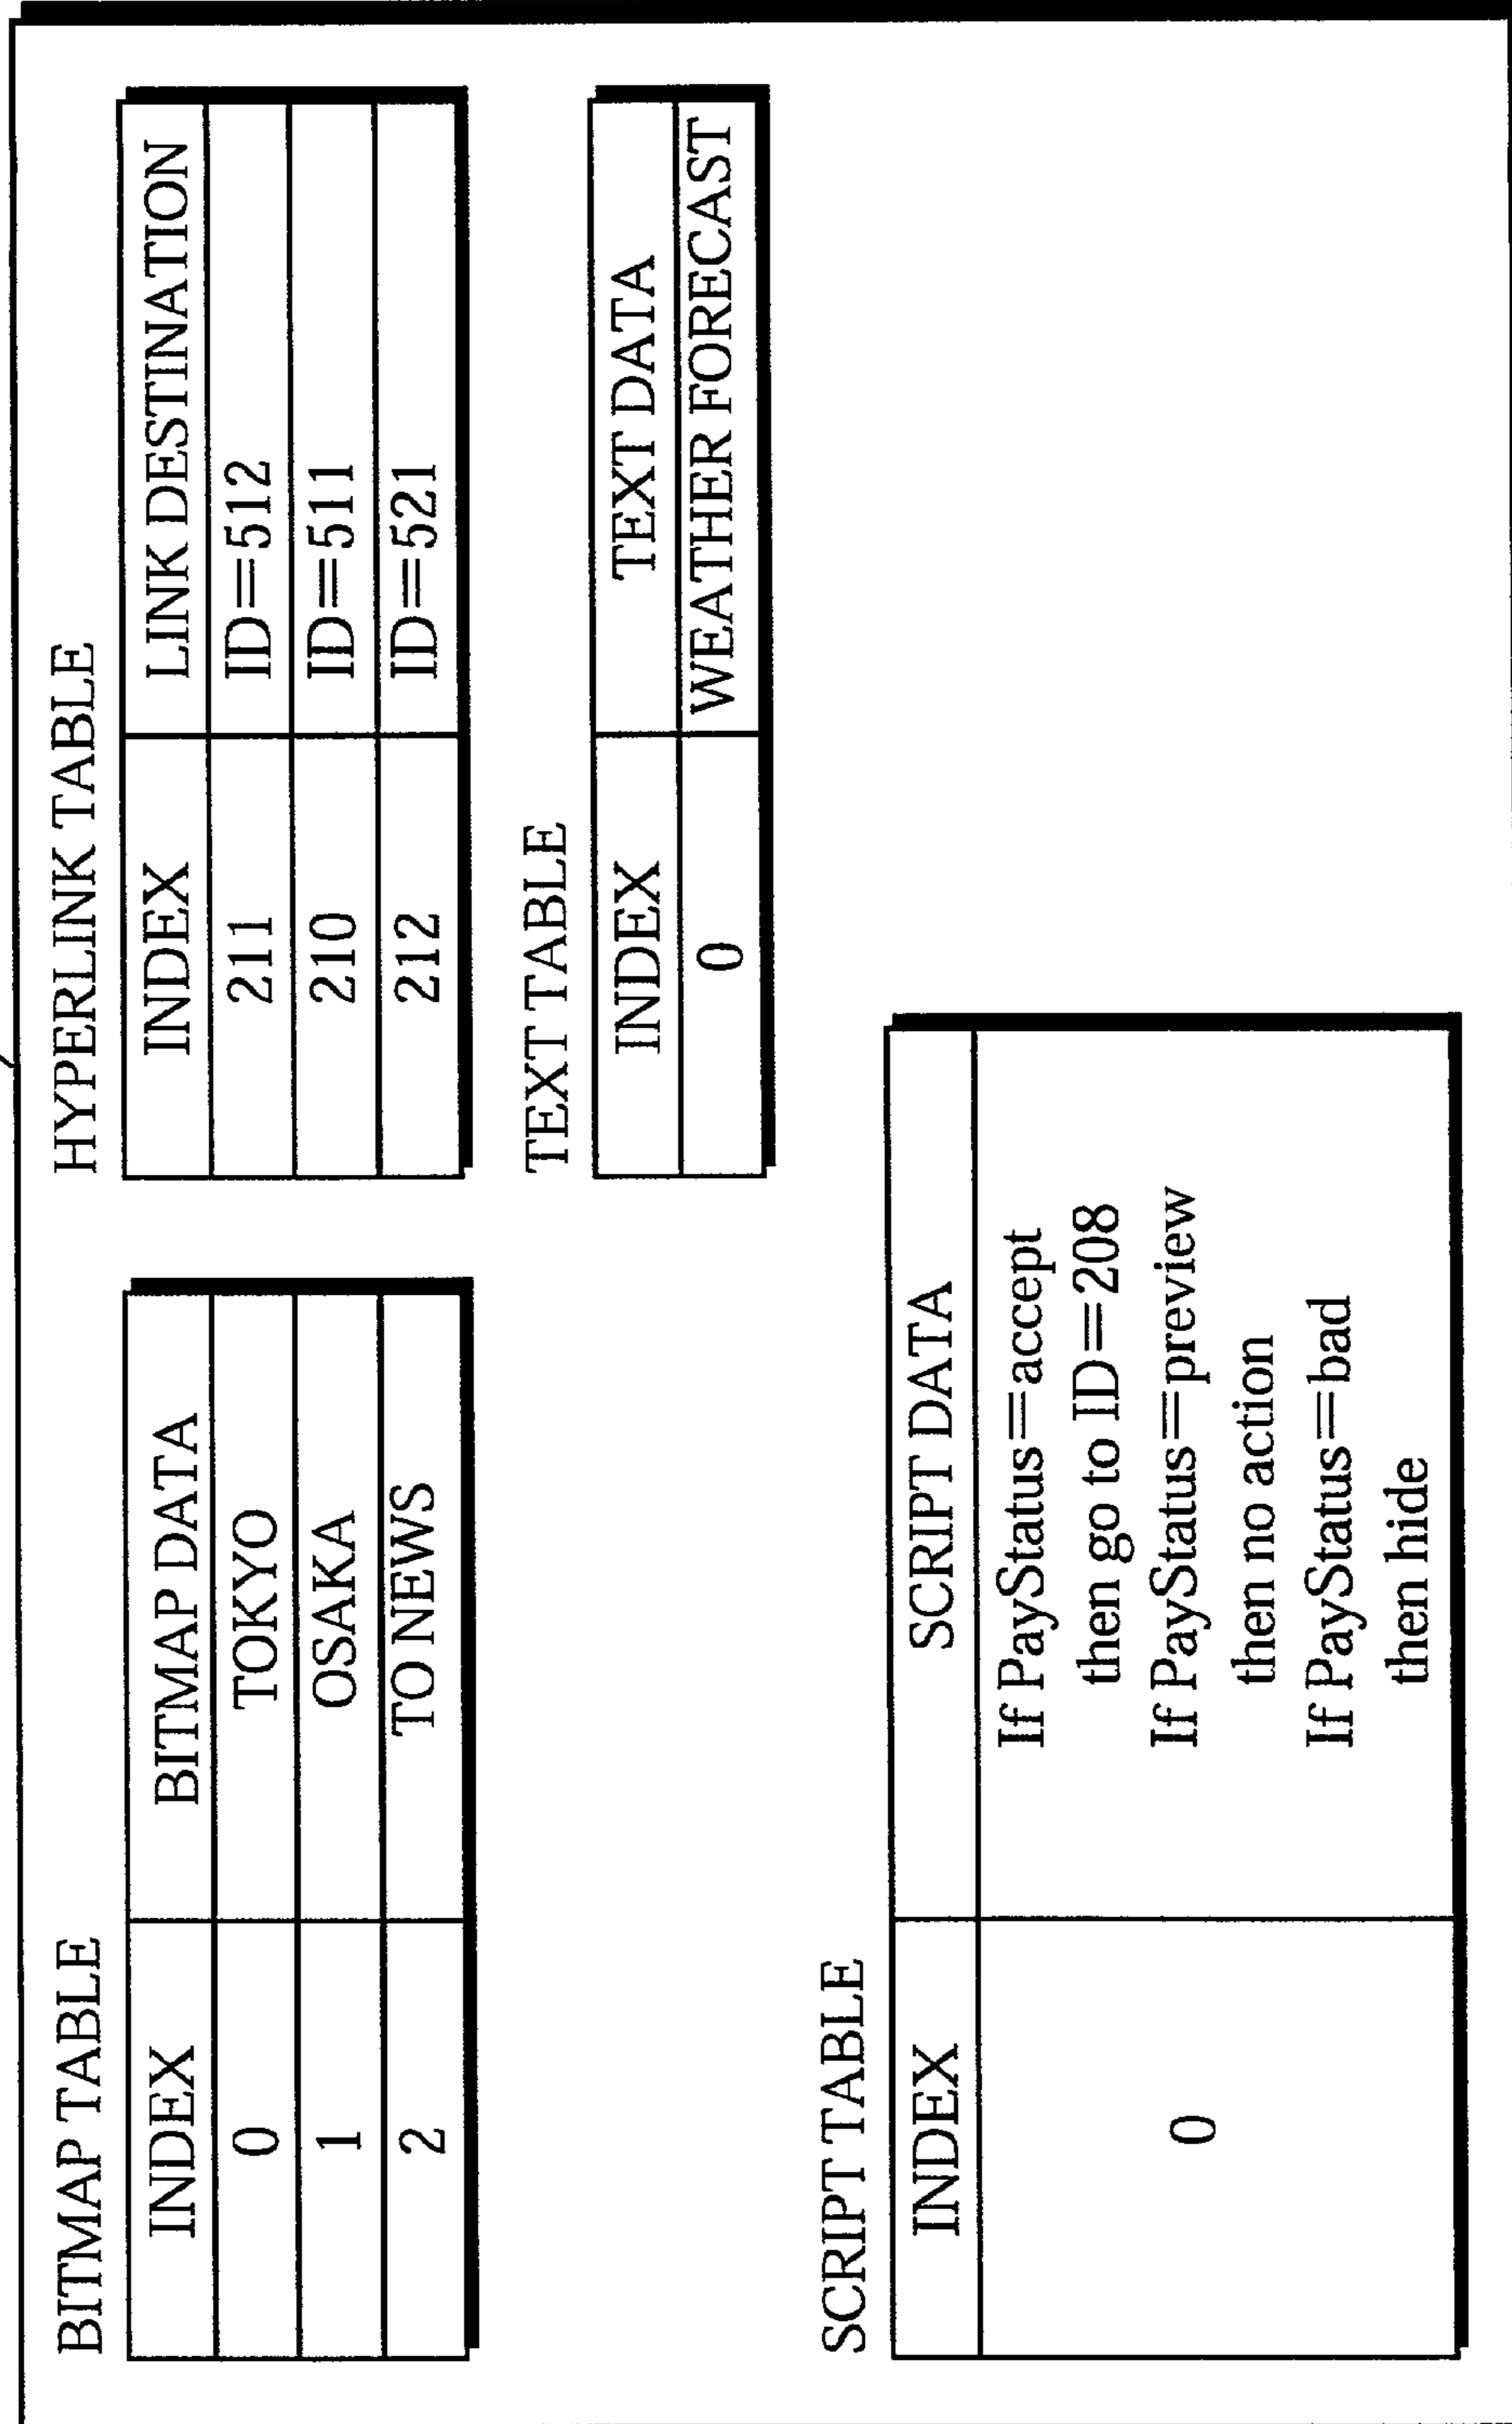 BITMAP TABLE
INDEX BITMAP DATA
0 TOKYO
1 OSAKA
2 TO NEWS
HYPERLINK TABLE
INDEX LINK DESTINATION
211 ID=512
210 ID=511
212 ID=521
TEXT TABLE
INDEX TEXT DATA
0 WEATHER FORECAST
SCRIPT TABLE
INDEX SCRIPT DATA
0
If PayStatus=accept
then go to ID=208
If PayStatus=preview
then no action
If PayStatus=bad
then hide